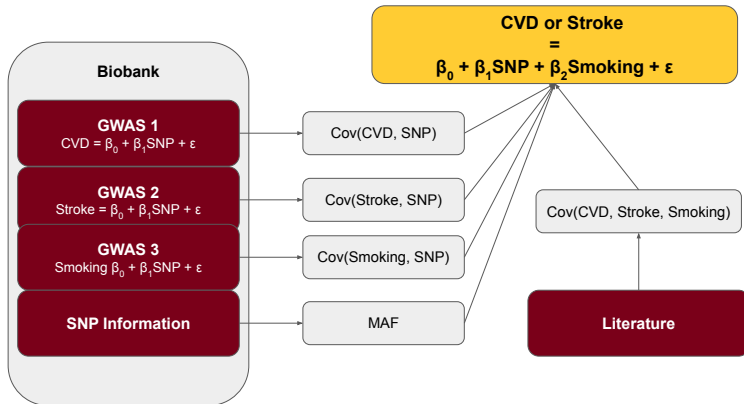 CVD or Stroke
=
β₀ + β₁SNP + β₂Smoking + ε
Biobank
GWAS 1
CVD = β₀ + β₁SNP + ε
Cov(CVD, SNP)
GWAS 2
Stroke = β₀ + β₁SNP + ε
Cov(Stroke, SNP)
Cov(CVD, Stroke, Smoking)
GWAS 3
Smoking β₀ + β₁SNP + ε
Cov(Smoking, SNP)
SNP Information
MAF
Literature